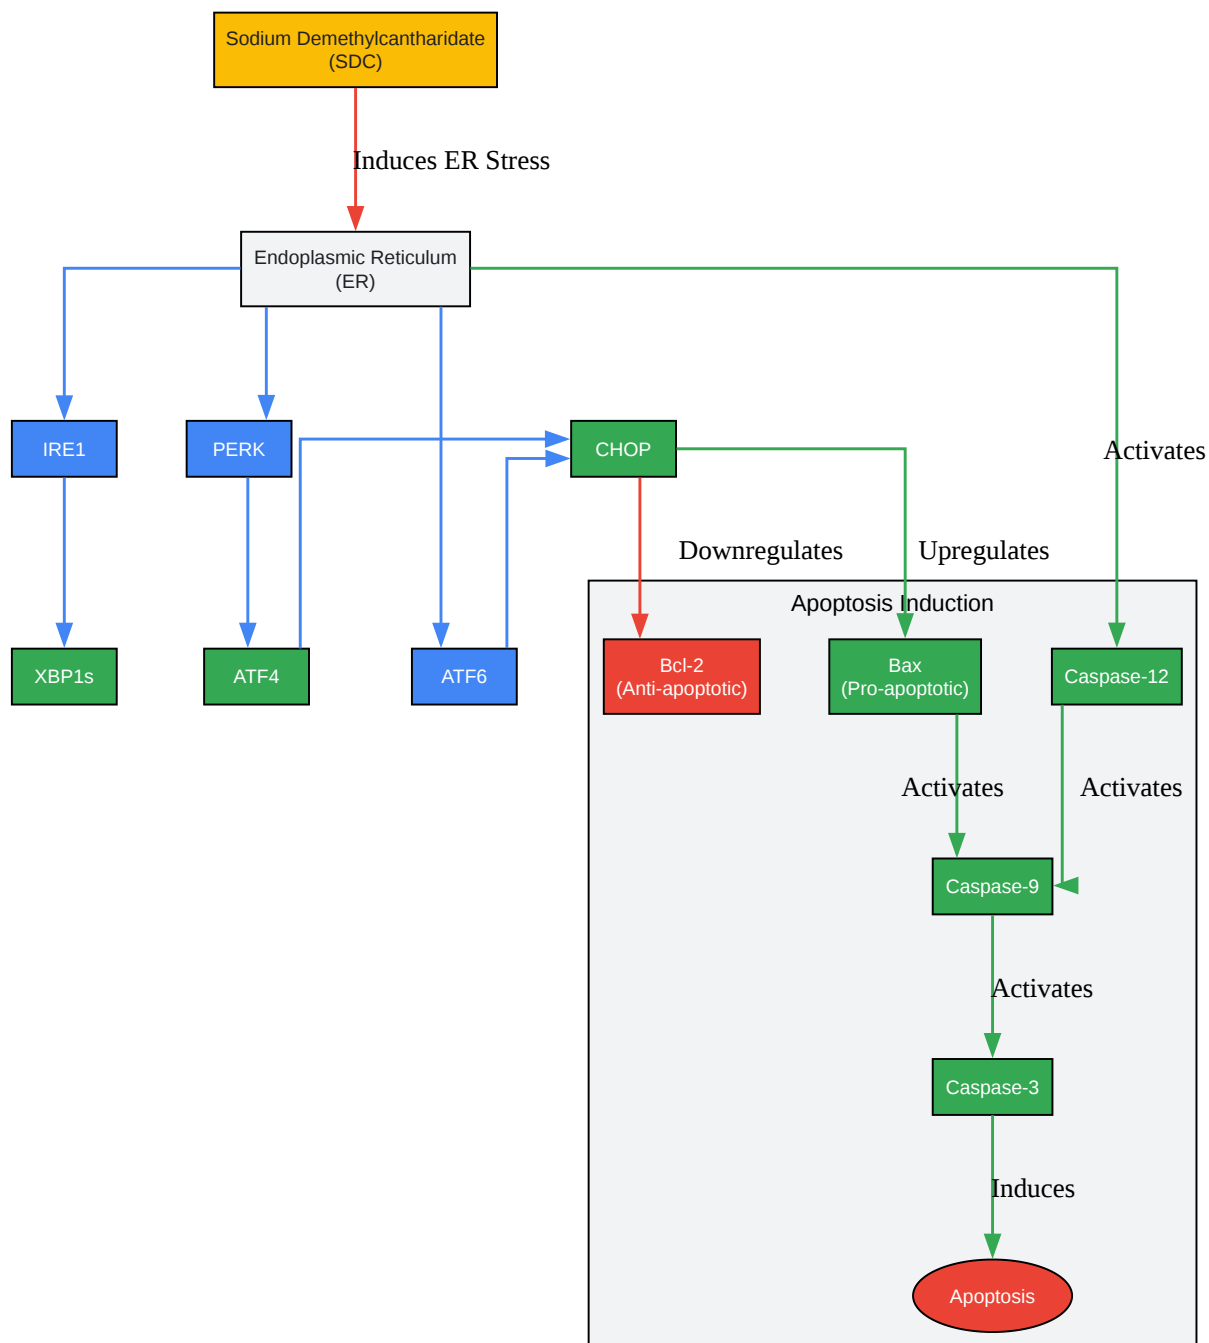 Sodium Demethylcantharidate
(SDC)
Induces ER Stress
Endoplasmic Reticulum
(ER)
IRE1
PERK
CHOP
Activates
Downregulates
Upregulates
Apoptosis Induction
XBP1s
ATF4
ATF6
Bcl-2
(Anti-apoptotic)
Bax
(Pro-apoptotic)
Caspase-12
Activates
Activates
Caspase-9
Activates
Caspase-3
Induces
Apoptosis